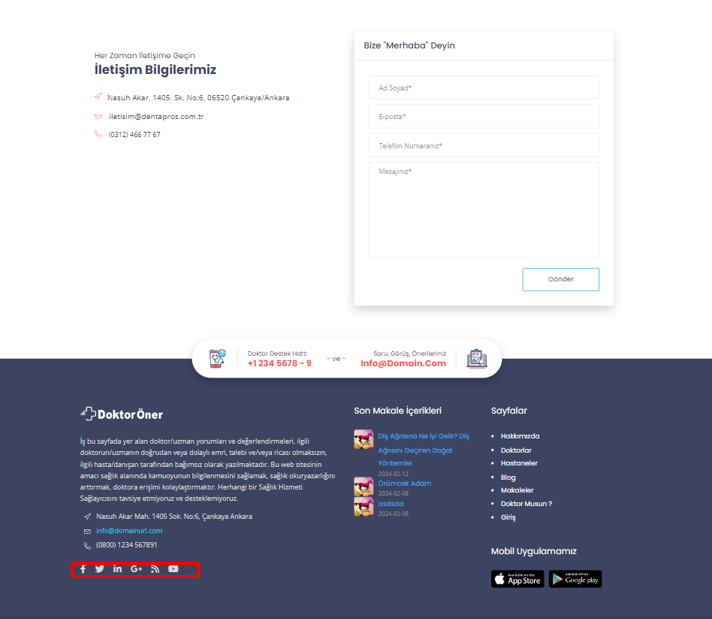 Her Zaman İletişime Geçin
İletişim Bilgilerimiz
Nasuh Akar, 1405. Sk. No:6, 06520 Çankaya/Ankara
iletisim@dentapros.com.tr
(0312) 466 77 67
Bize "Merhaba" Deyin
Ad Soyad*
E-posta*
Telefon Numaranız*
Mesajınız*
Gönder
Doktor Destek Hattı
+1 234 5678 - 9
- ve -
Soru, Görüş, Önerileriniz
Info@Domain.Com
Doktor Öner
İş bu sayfada yer alan doktor/uzman yorumları ve değerlendirmeleri, ilgili
doktorun/uzmanın doğrudan veya dolaylı emri, talebi ve/veya ricası olmaksızın,
ilgili hasta/danışan tarafından bağımsız olarak yazılmaktadır. Bu web sitesinin
amacı sağlık alanında kamuoyunun bilgilenmesini sağlamak, sağlık okuryazarlığını
arttırmak, doktora erişimi kolaylaştırmaktır. Herhangi bir Sağlık Hizmeti
Sağlayıcısını tavsiye etmiyoruz ve desteklemiyoruz.
Nasuh Akar Mah. 1405 Sok. No:6, Çankaya Ankara
info@domainurl.com
(0800) 1234 567891
Son Makale İçerikleri
Diş Ağrısına Ne İyi Gelir? Diş
Ağrısını Geçiren Doğal
Yöntemler
2024-02-12
Örümcek Adam
2024-02-08
asdsda
2024-02-08
Sayfalar
Hakkımızda
Doktorlar
Hastaneler
Blog
Makaleler
Doktor Musun ?
Giriş
Mobil Uygulamamız
App Store
Google play